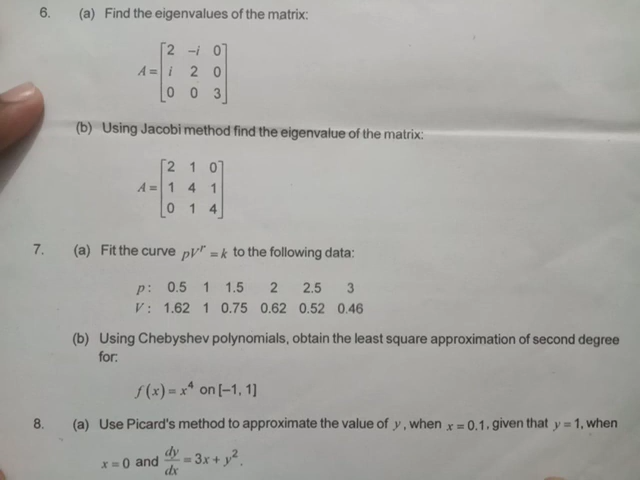 6. (a) Find the eigenvalues of the matrix:
A = [2 -i 0
i 2 0
0 0 3]
(b) Using Jacobi method find the eigenvalue of the matrix:
A = [2 1 0
1 4 1
0 1 4]
7. (a) Fit the curve pV^r = k to the following data:
p: 0.5 1 1.5 2 2.5 3
V: 1.62 1 0.75 0.62 0.52 0.46
(b) Using Chebyshev polynomials, obtain the least square approximation of second degree
for:
f(x) = x^4 on [–1, 1]
8. (a) Use Picard's method to approximate the value of y, when x = 0.1, given that y = 1, when
x = 0 and dy/dx = 3x + y^2.